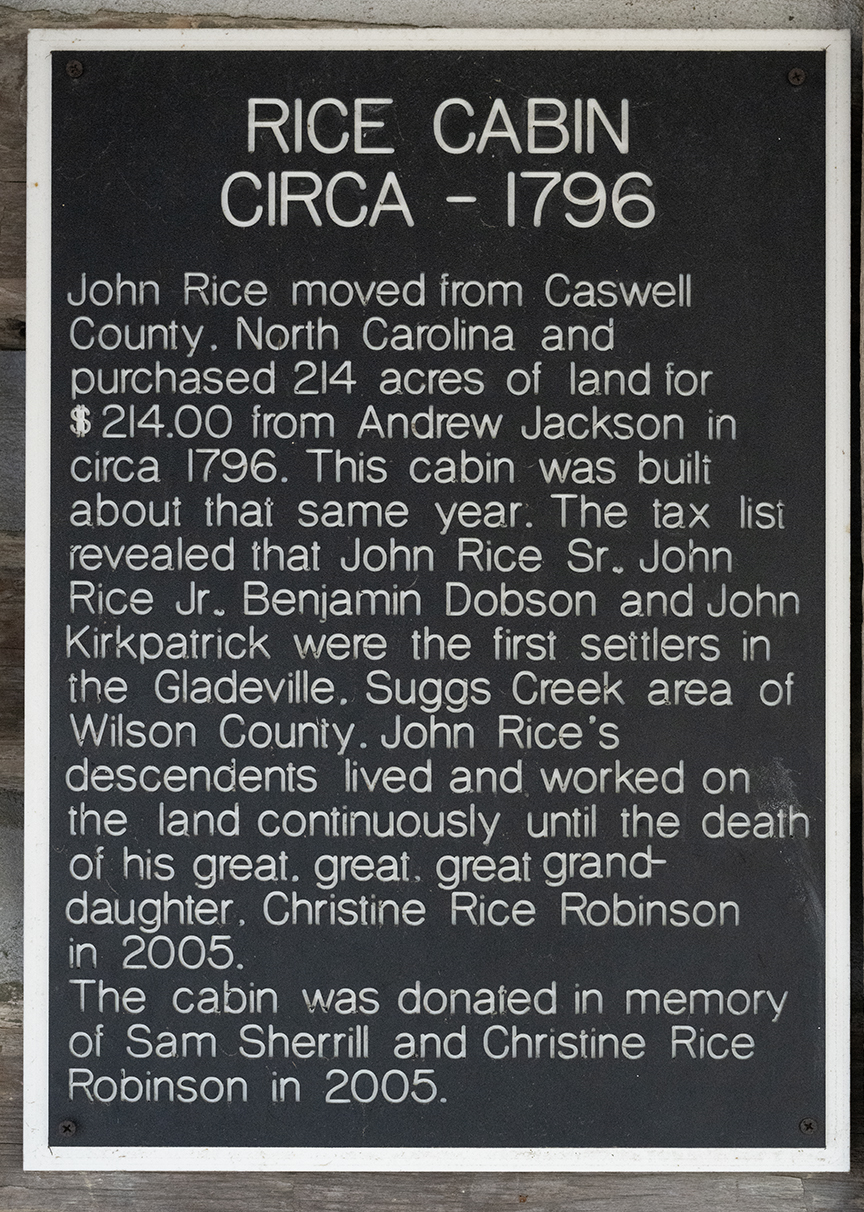 RICE CABIN
CIRCA - 1796
John Rice moved from Caswell
County, North Carolina and
purchased 214 acres of land for
$214.00 from Andrew Jackson in
circa 1796. This cabin was built
about that same year. The tax list
revealed that John Rice Sr., John
Rice Jr., Benjamin Dobson and John
Kirkpatrick were the first settlers in
the Gladeville, Suggs Creek area of
Wilson County. John Rice's
descendents lived and worked on
the land continuously until the death
of his great, great, great grand-
daughter, Christine Rice Robinson
in 2005.
The cabin was donated in memory
of Sam Sherrill and Christine Rice
Robinson in 2005.